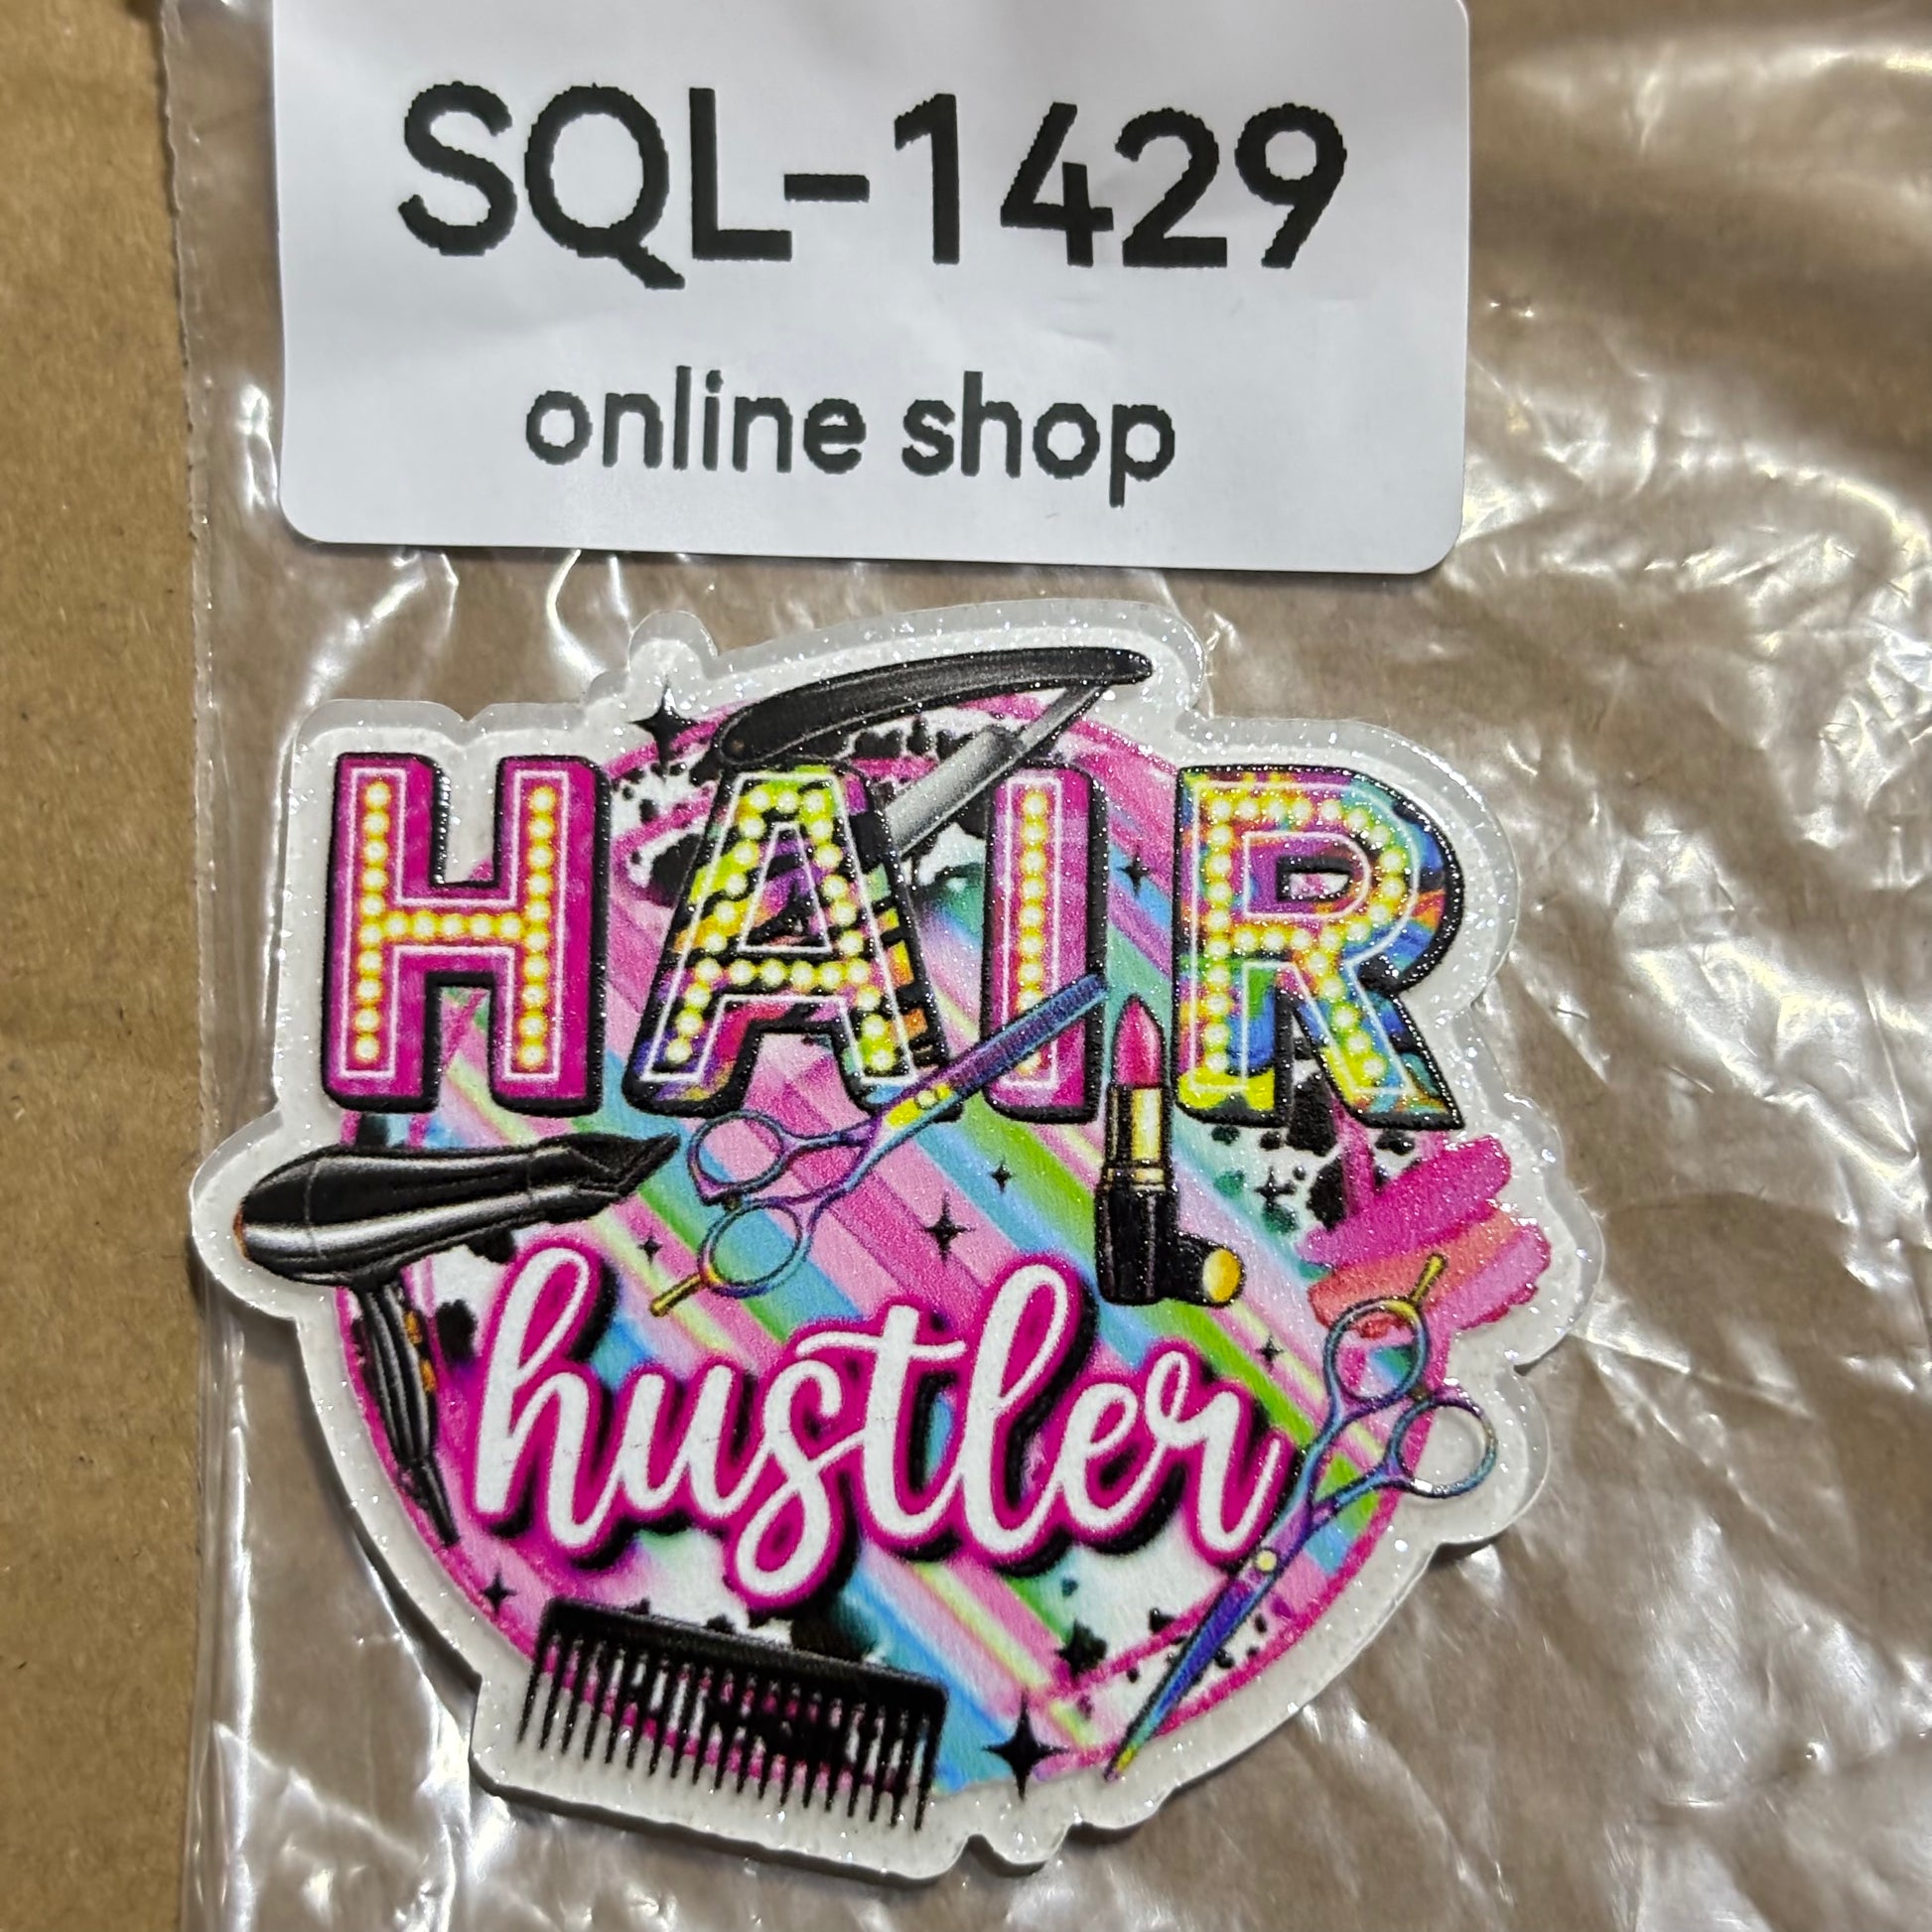 SQL-1429
online shop
HAIR
hustler